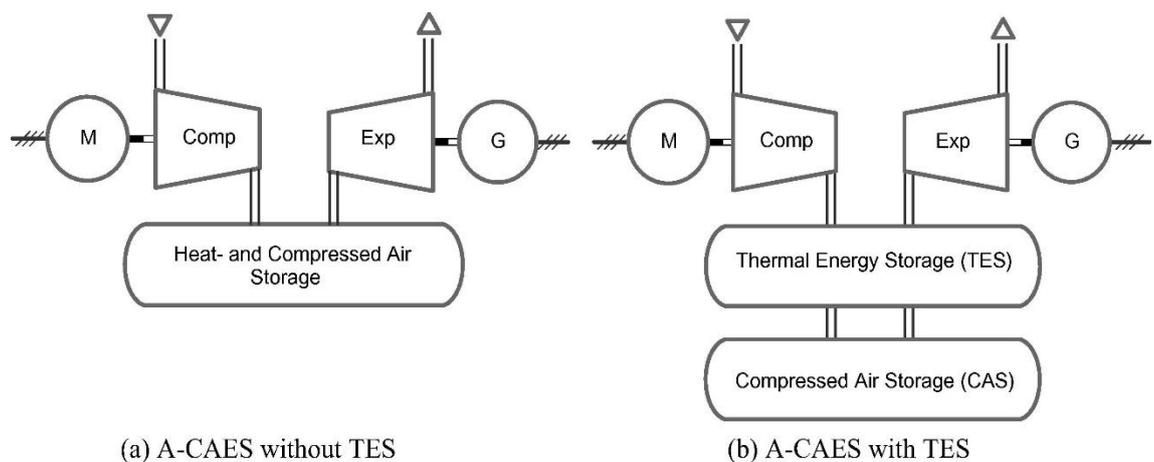 M
Comp
Exp
G
Heat- and Compressed Air
Storage
(a) A-CAES without TES
M
Comp
Exp
G
Thermal Energy Storage (TES)
Compressed Air Storage (CAS)
(b) A-CAES with TES